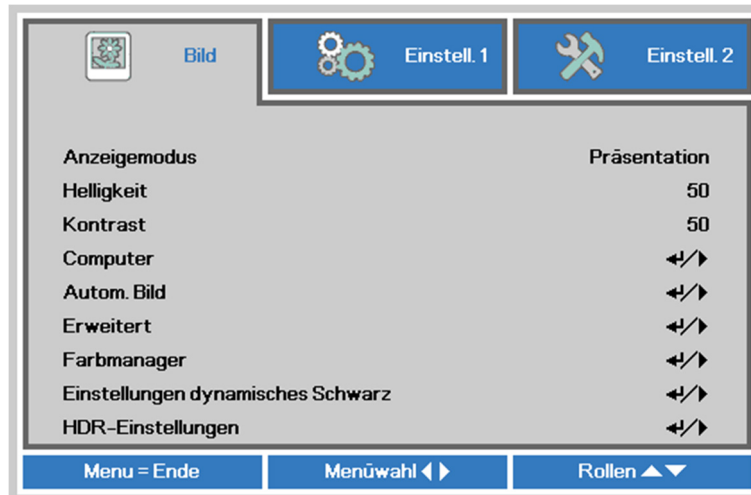 Bild
Einstell. 1
Einstell. 2
Anzeigemodus Präsentation
Helligkeit 50
Kontrast 50
Computer
Autom. Bild
Erweitert
Farbmanager
Einstellungen dynamisches Schwarz
HDR-Einstellungen
Menu = Ende
Menüwahl
Rollen